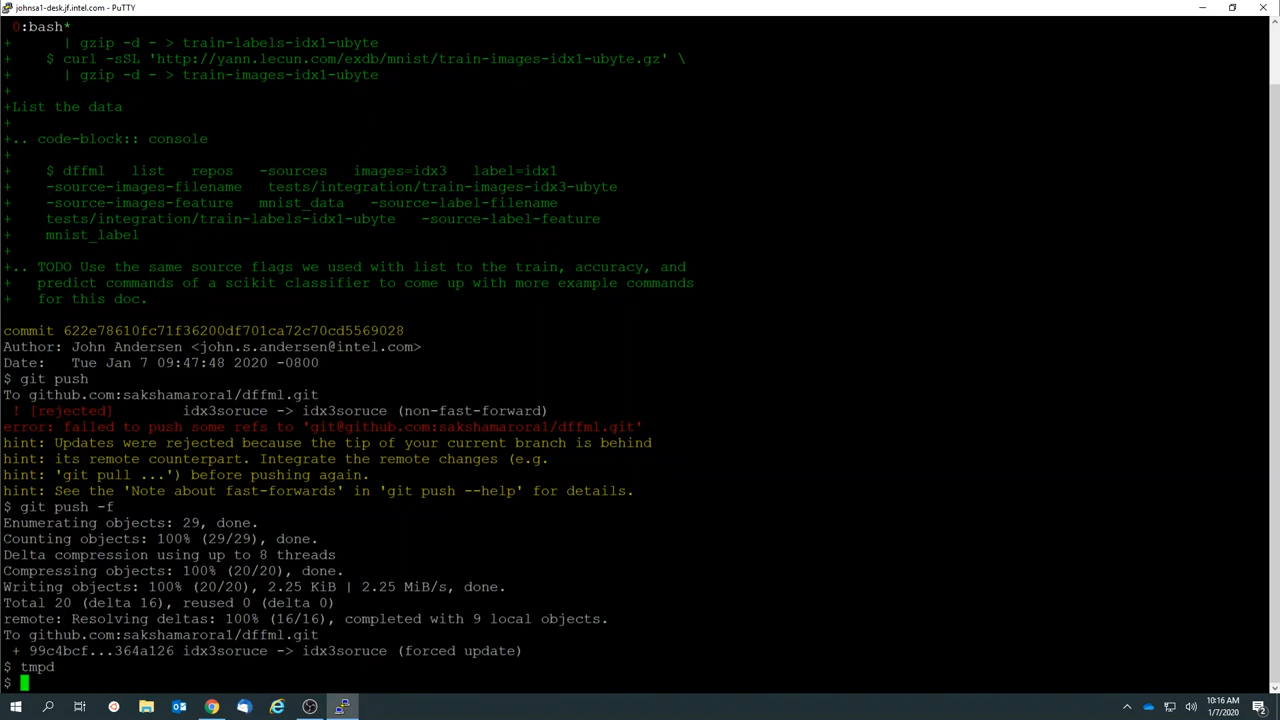 johnsa1-desk.jf.intel.com - PuTTY
0:bash*
+ | gzip -d - > train-labels-idx1-ubyte
+ $ curl -sSL 'http://yann.lecun.com/exdb/mnist/train-images-idx1-ubyte.gz' \
+ | gzip -d - > train-images-idx1-ubyte
+
+List the data
+
+.. code-block:: console
+
+ $ dffml list repos -sources images=idx3 label=idx1
+ -source-images-filename tests/integration/train-images-idx3-ubyte
+ -source-images-feature mnist_data -source-label-filename
+ tests/integration/train-labels-idx1-ubyte -source-label-feature
+ mnist_label
+
+.. TODO Use the same source flags we used with list to the train, accuracy, and
+ predict commands of a scikit classifier to come up with more example commands
+ for this doc.
commit 622e78610fc71f36200df701ca72c70cd5569028
Author: John Andersen <john.s.andersen@intel.com>
Date: Tue Jan 7 09:47:48 2020 -0800
$ git push
To github.com:sakshamarora1/dffml.git
! [rejected] idx3soruce -> idx3soruce (non-fast-forward)
error: failed to push some refs to 'git@github.com:sakshamarora1/dffml.git'
hint: Updates were rejected because the tip of your current branch is behind
hint: its remote counterpart. Integrate the remote changes (e.g.
hint: 'git pull ...') before pushing again.
hint: See the 'Note about fast-forwards' in 'git push --help' for details.
$ git push -f
Enumerating objects: 29, done.
Counting objects: 100% (29/29), done.
Delta compression using up to 8 threads
Compressing objects: 100% (20/20), done.
Writing objects: 100% (20/20), 2.25 KiB | 2.25 MiB/s, done.
Total 20 (delta 16), reused 0 (delta 0)
remote: Resolving deltas: 100% (16/16), completed with 9 local objects.
To github.com:sakshamarora1/dffml.git
+ 99c4bcf...364a126 idx3soruce -> idx3soruce (forced update)
$ tmpd
$
10:16 AM
1/7/2020
2